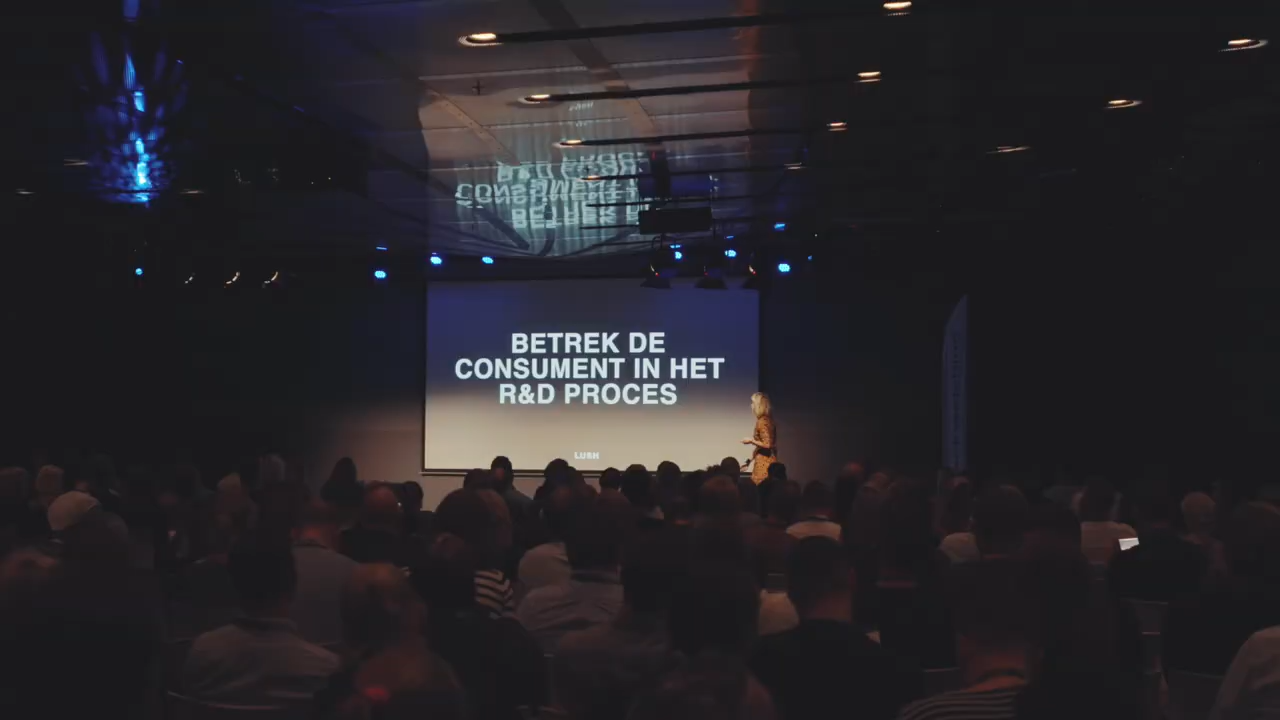 BETREK DE
CONSUMENT IN HET
R&D PROCES
LUSH